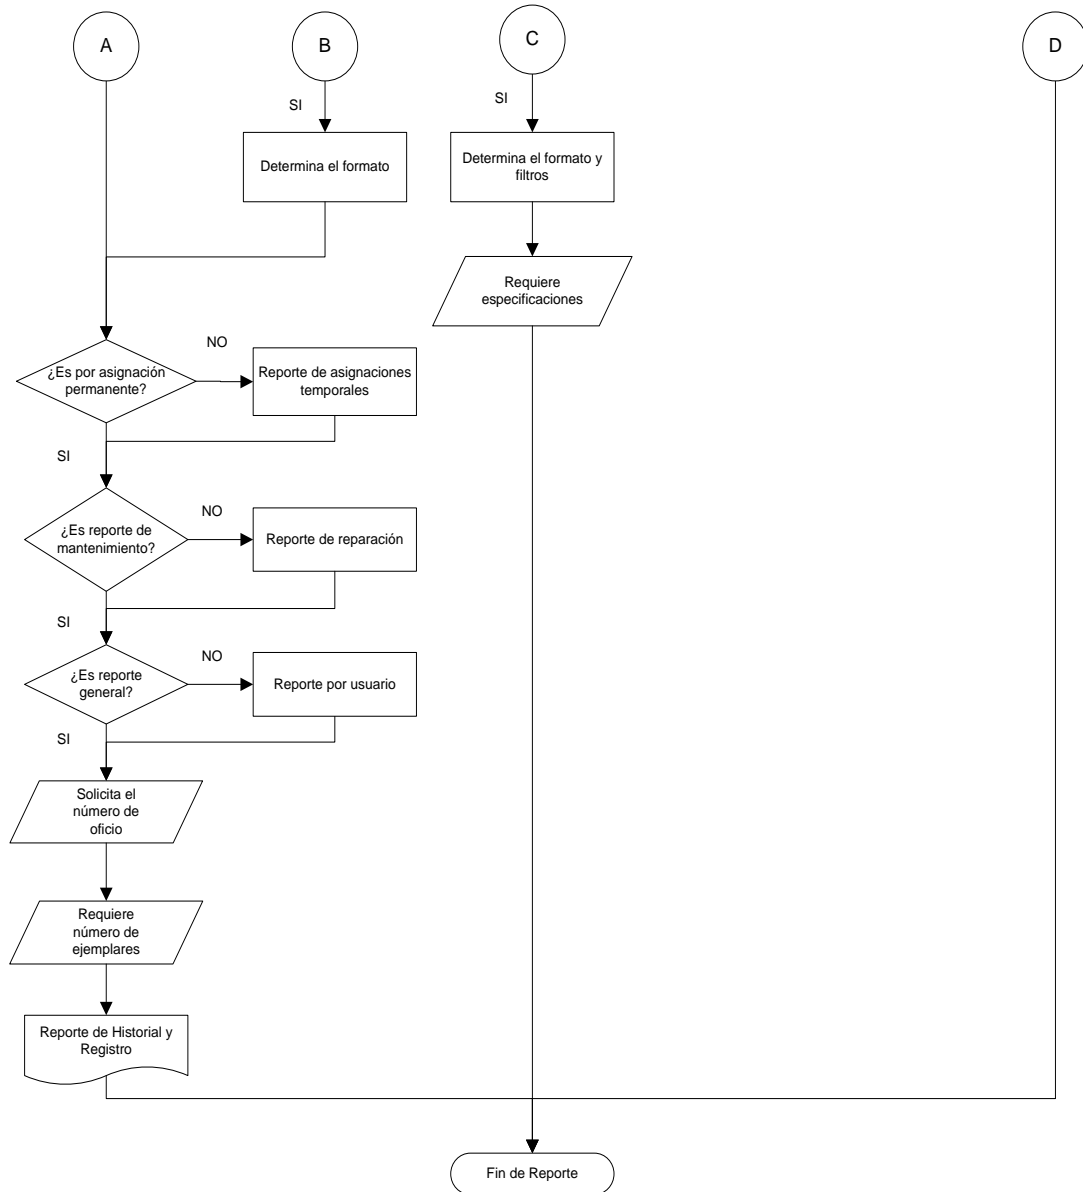 A
B
C
D
SI
SI
Determina el formato
Determina el formato y
filtros
Requiere
especificaciones
NO
¿Es por asignación
permanente?
Reporte de asignaciones
temporales
SI
NO
¿Es reporte de
mantenimiento?
Reporte de reparación
SI
NO
¿Es reporte
general?
Reporte por usuario
SI
Solicita el
número de
oficio
Requiere
número de
ejemplares
Reporte de Historial y
Registro
Fin de Reporte